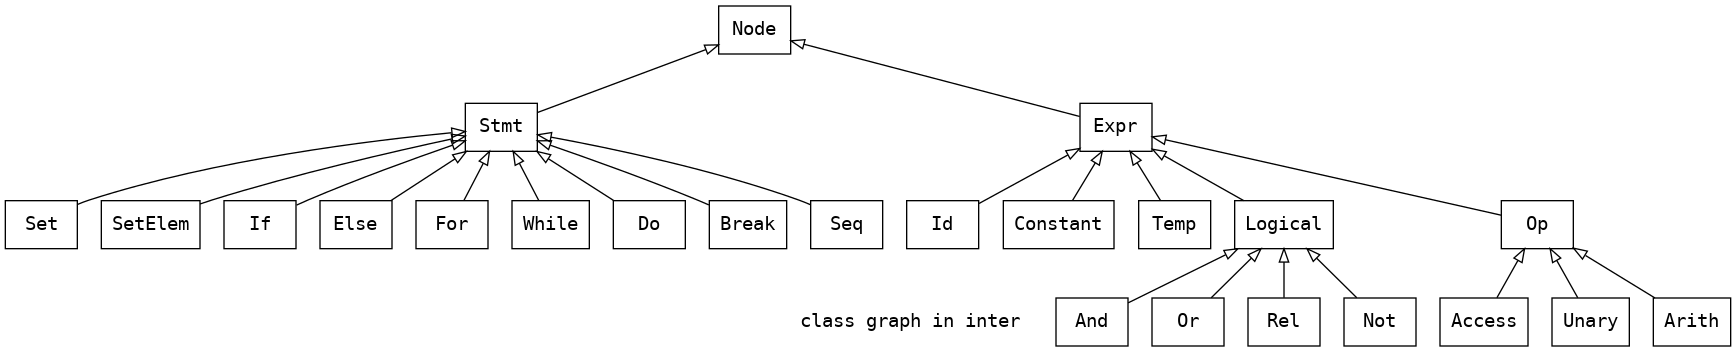 Node
Stmt
Expr
Set
SetElem
If
Else
For
While
Do
Break
Seq
Id
Constant
Temp
Logical
Op
class graph in inter
And
Or
Rel
Not
Access
Unary
Arith